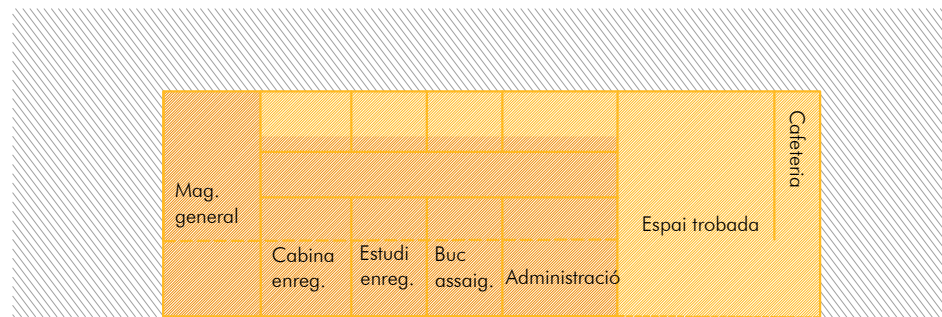 Mag.
general
Cabina
enreg.
Estudi
enreg.
Buc
assaig.
Administració
Espai trobada
Cafeteria